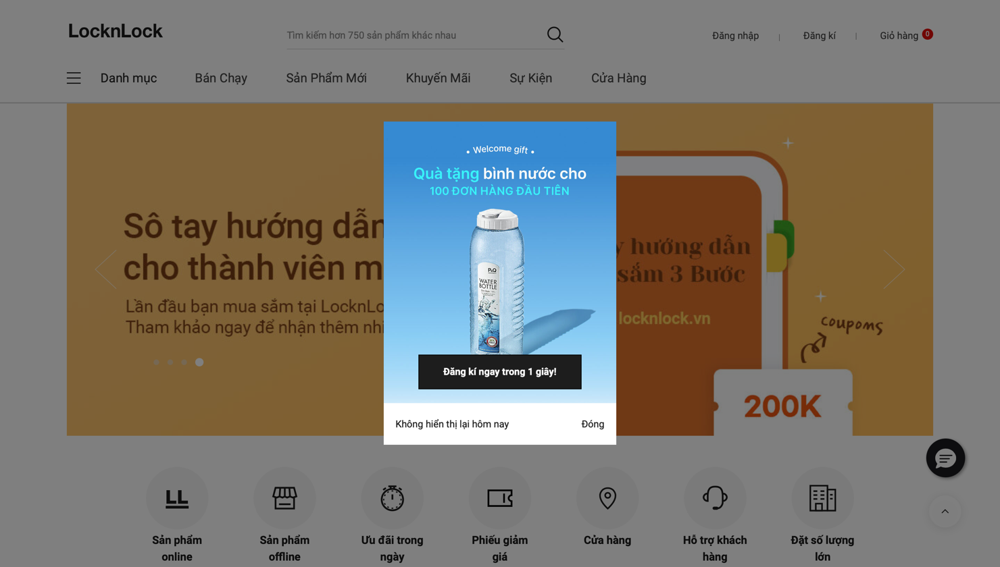 LocknLock
Tìm kiếm hơn 750 sản phẩm khác nhau
Đăng nhập
Đăng kí
Giỏ hàng 0
Danh mục
Bán Chạy
Sản Phẩm Mới
Khuyến Mãi
Sự Kiện
Cửa Hàng
Welcome gift
Quà tặng bình nước cho
100 ĐƠN HÀNG ĐẦU TIÊN
P&Q
WATER
BOTTLE
Đăng kí ngay trong 1 giây!
Không hiển thị lại hôm nay
Đóng
Sô tay hướng dẫn
cho thành viên m
Lần đầu bạn mua sắm tại LocknLo
Tham khảo ngay để nhận thêm nhi
y hướng dẫn
sắm 3 Bước
locknlock.vn
coupons
200K
LL
Sản phẩm
online
Sản phẩm
offline
Ưu đãi trong
ngày
Phiếu giảm
giá
Cửa hàng
Hỗ trợ khách
hàng
Đặt số lượng
lớn